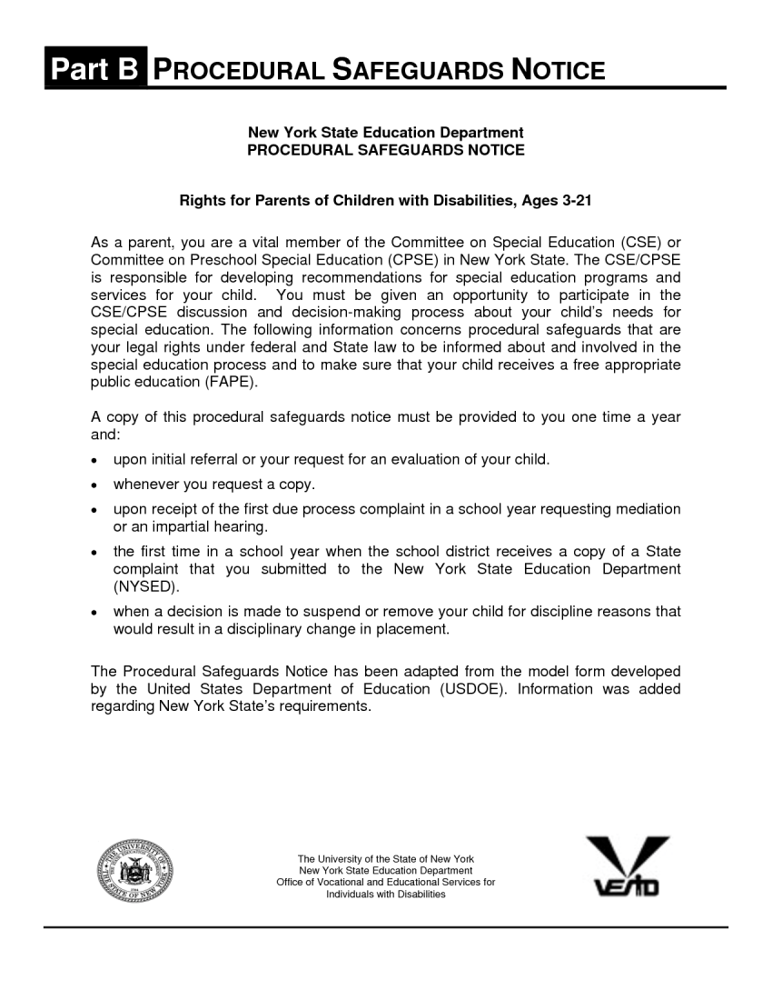 Part B PROCEDURAL SAFEGUARDS NOTICE
New York State Education Department
PROCEDURAL SAFEGUARDS NOTICE
Rights for Parents of Children with Disabilities, Ages 3-21
As a parent, you are a vital member of the Committee on Special Education (CSE) or
Committee on Preschool Special Education (CPSE) in New York State. The CSE/CPSE
is responsible for developing recommendations for special education programs and
services for your child. You must be given an opportunity to participate in the
CSE/CPSE discussion and decision-making process about your child's needs for
special education. The following information concerns procedural safeguards that are
your legal rights under federal and State law to be informed about and involved in the
special education process and to make sure that your child receives a free appropriate
public education (FAPE).
A copy of this procedural safeguards notice must be provided to you one time a year
and:
• upon initial referral or your request for an evaluation of your child.
• whenever you request a copy.
• upon receipt of the first due process complaint in a school year requesting mediation
or an impartial hearing.
• the first time in a school year when the school district receives a copy of a State
complaint that you submitted to the New York State Education Department
(NYSED).
• when a decision is made to suspend or remove your child for discipline reasons that
would result in a disciplinary change in placement.
The Procedural Safeguards Notice has been adapted from the model form developed
by the United States Department of Education (USDOE). Information was added
regarding New York State's requirements.
THE UNIVERSITY OF
THE STATE OF NEW YORK
The University of the State of New York
New York State Education Department
Office of Vocational and Educational Services for
Individuals with Disabilities
VESID